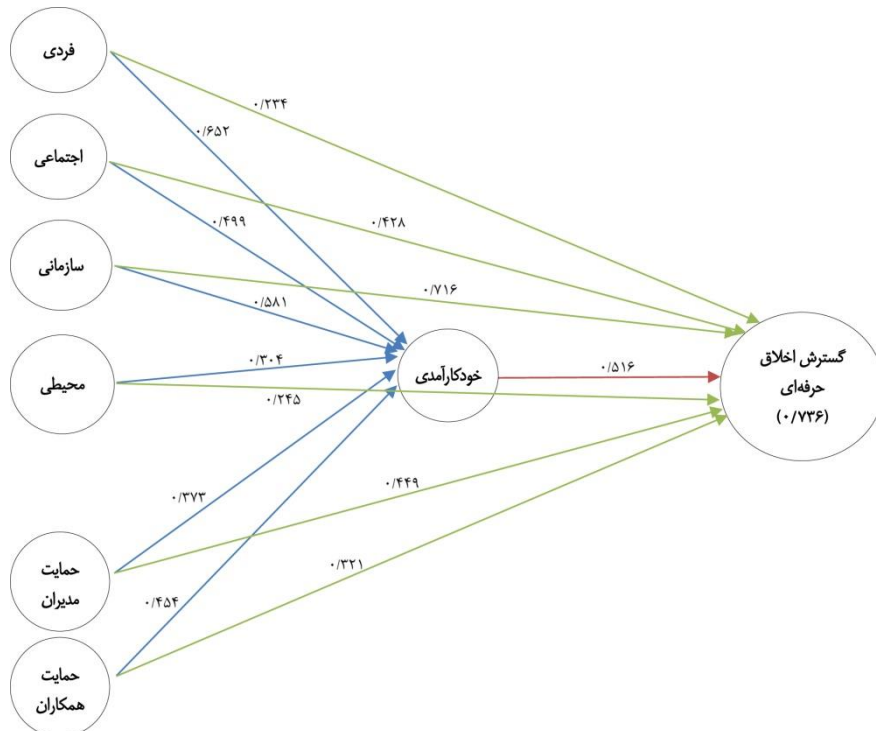 فردی
۰/۲۳۴
۰/۶۵۲
اجتماعی
۰/۴۹۹
۰/۴۲۸
سازمانی
۰/۵۸۱
۰/۷۱۶
محیطی
۰/۳۰۴
۰/۲۴۵
خودکارآمدی
۰/۵۱۶
گسترش اخلاق
حرفه‌ای
(۰/۷۳۶)
۰/۳۷۳
۰/۴۴۹
حمایت
مدیران
۰/۴۵۴
۰/۳۲۱
حمایت
همکاران